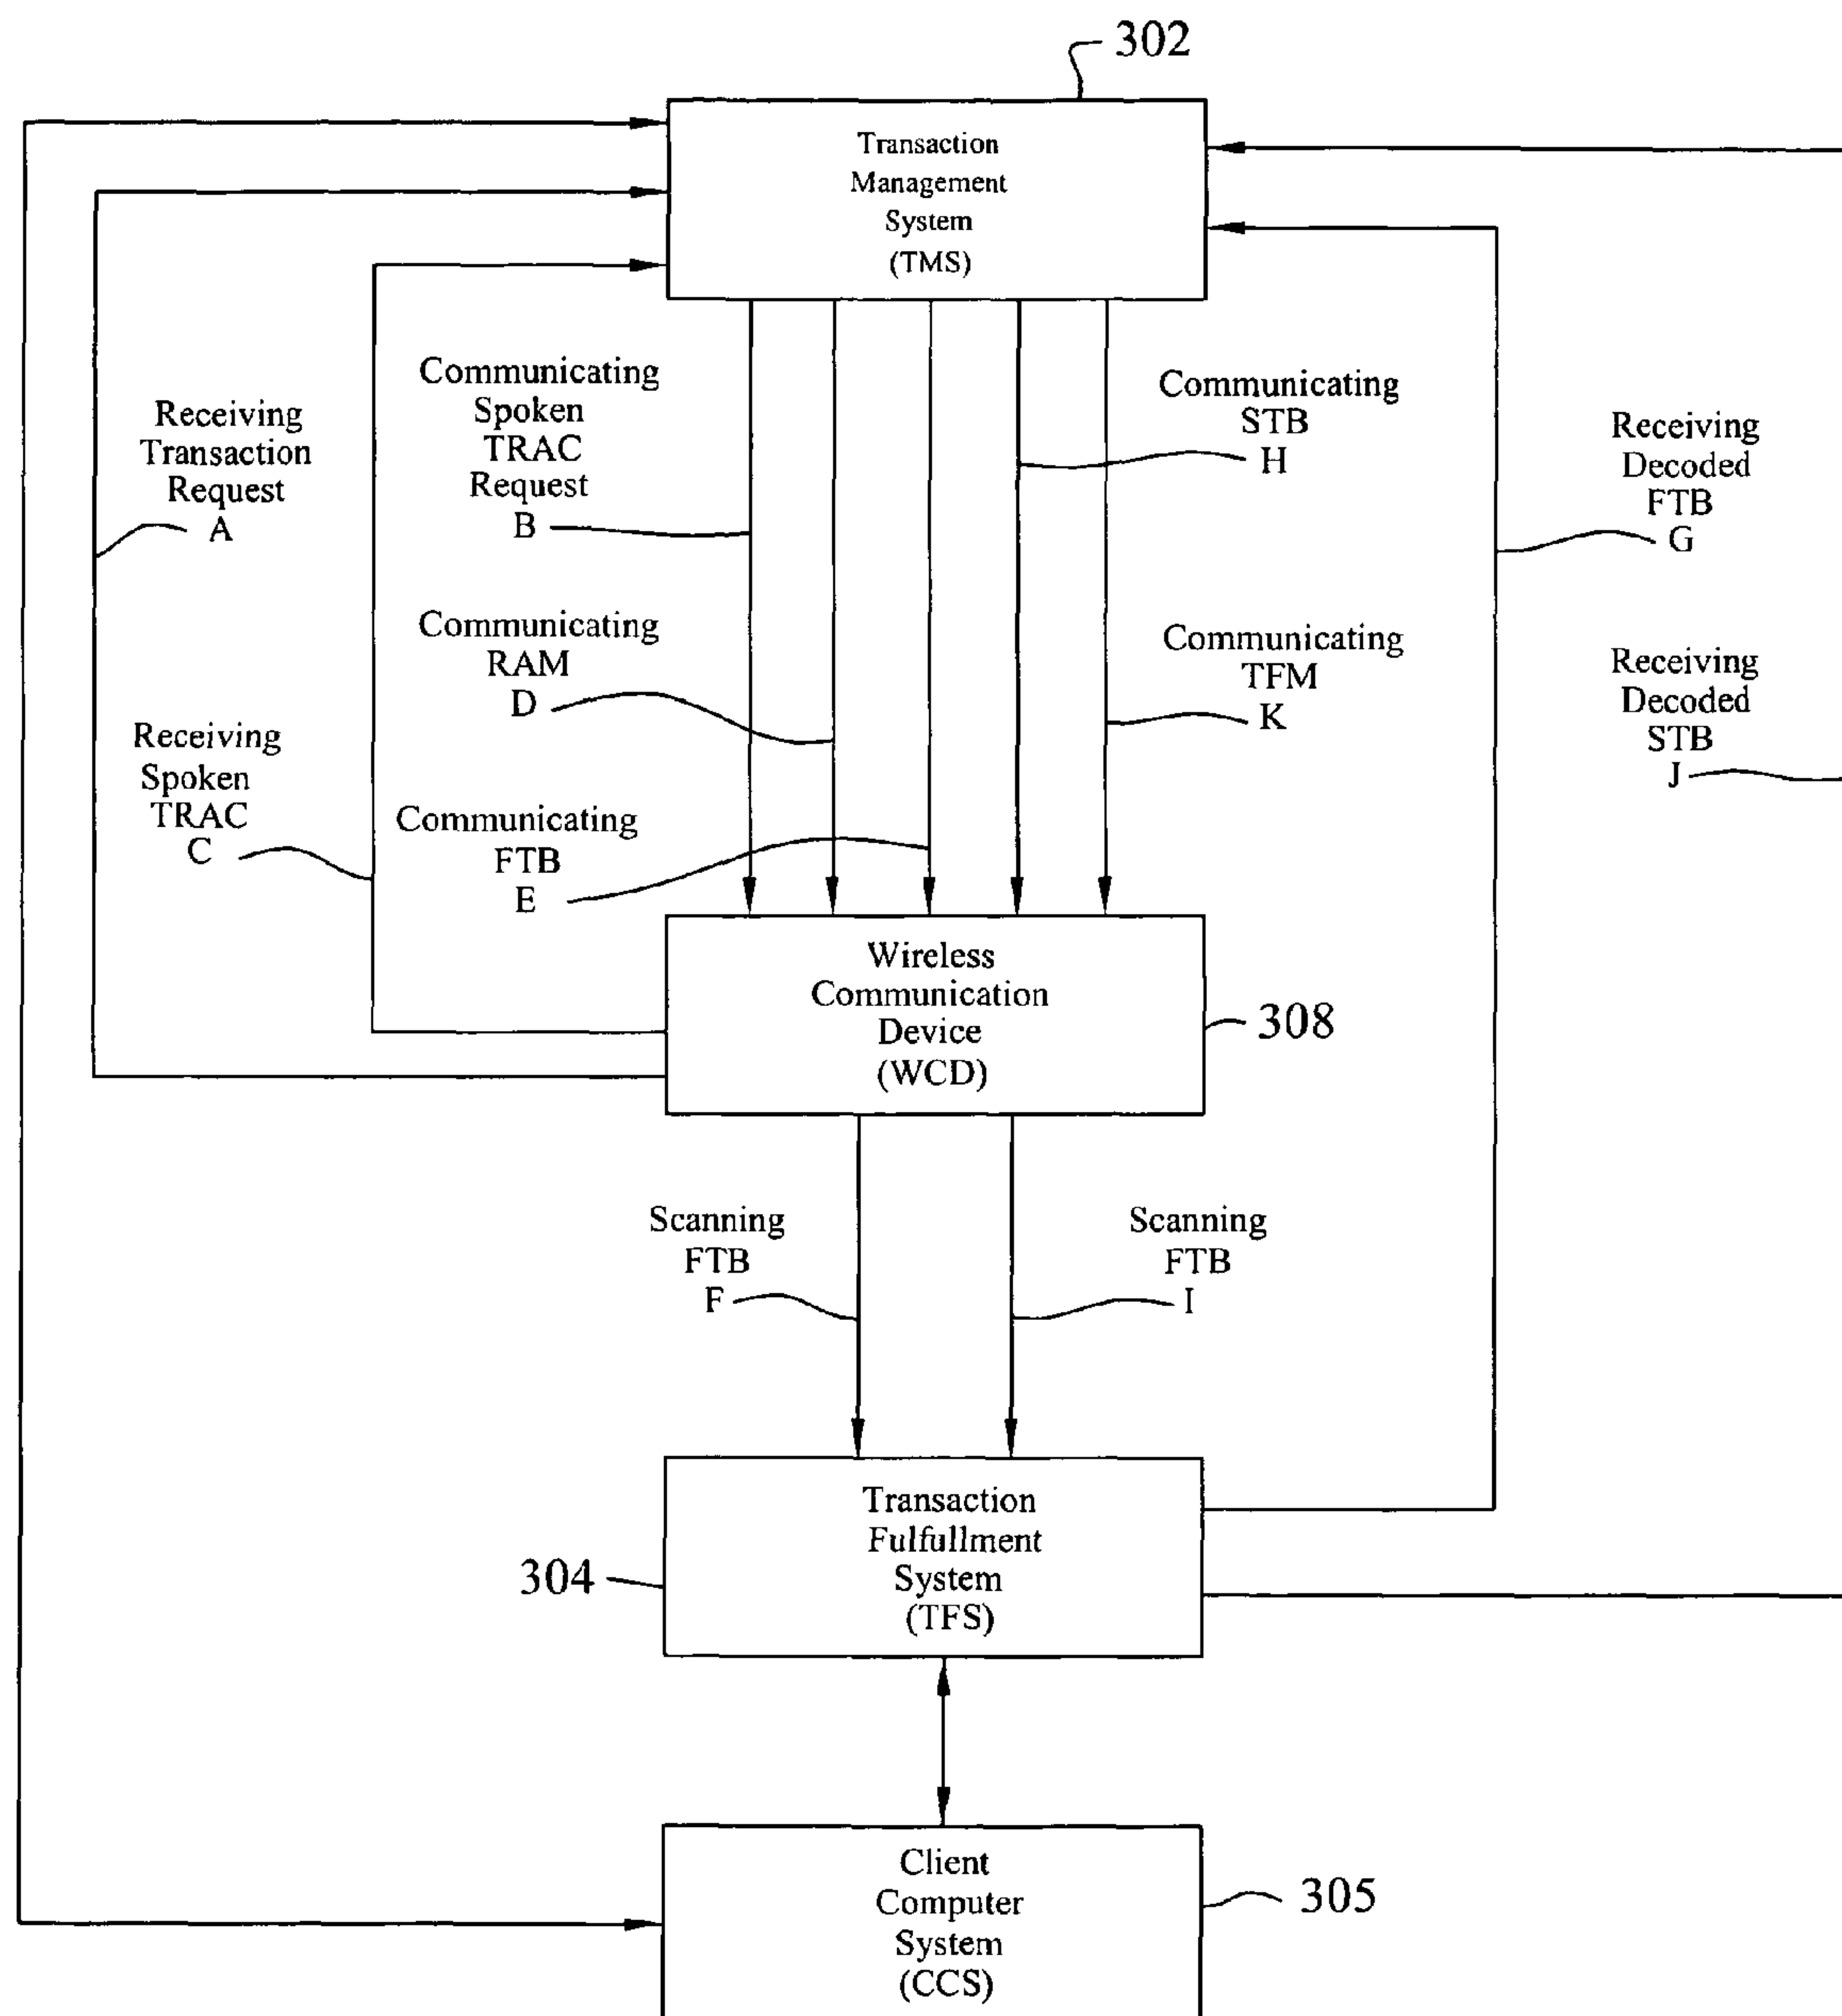 302
Transaction
Management
System
(TMS)
Receiving
Transaction
Request
A
Communicating
Spoken
TRAC
Request
B
Communicating
STB
H
Receiving
Decoded
FTB
G
Communicating
RAM
D
Communicating
TFM
K
Receiving
Decoded
STB
J
Receiving
Spoken
TRAC
C
Communicating
FTB
E
Wireless
Communication
Device
(WCD)
308
Scanning
FTB
F
Scanning
FTB
I
Transaction
Fulfullment
System
(TFS)
304
Client
Computer
System
(CCS)
305